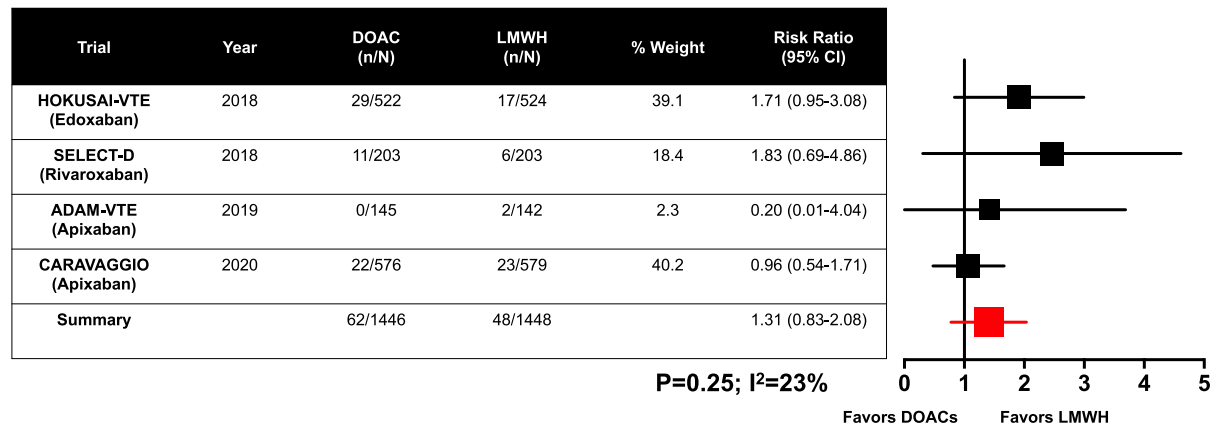 Trial Year DOAC (n/N) LMWH (n/N) % Weight Risk Ratio (95% CI)
HOKUSAI-VTE (Edoxaban) 2018 29/522 17/524 39.1 1.71 (0.95-3.08)
SELECT-D (Rivaroxaban) 2018 11/203 6/203 18.4 1.83 (0.69-4.86)
ADAM-VTE (Apixaban) 2019 0/145 2/142 2.3 0.20 (0.01-4.04)
CARAVAGGIO (Apixaban) 2020 22/576 23/579 40.2 0.96 (0.54-1.71)
Summary 62/1446 48/1448 1.31 (0.83-2.08)
P=0.25; I²=23%
0 1 2 3 4 5
Favors DOACs Favors LMWH